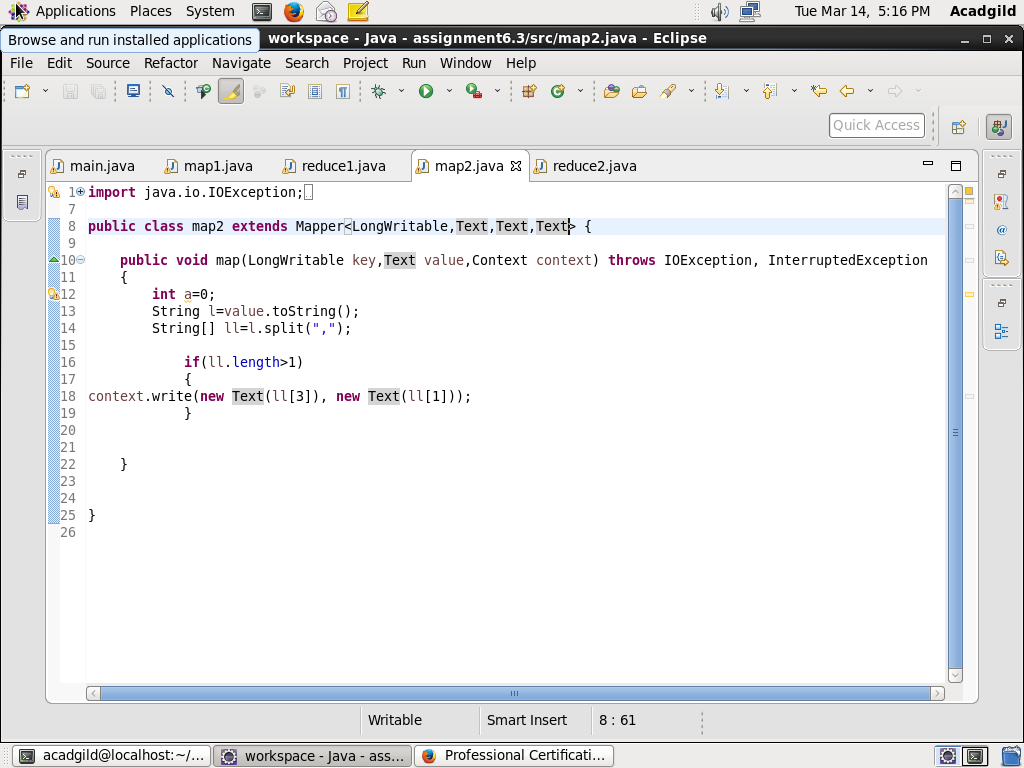 Applications Places System Tue Mar 14, 5:16 PM Acadgild
Browse and run installed applications
workspace - Java - assignment6.3/src/map2.java - Eclipse
File Edit Source Refactor Navigate Search Project Run Window Help
Quick Access
main.java map1.java reduce1.java map2.java reduce2.java
1 import java.io.IOException;
7
8 public class map2 extends Mapper<LongWritable,Text,Text,Text> {
9
10 public void map(LongWritable key,Text value,Context context) throws IOException, InterruptedException
11 {
12 int a=0;
13 String l=value.toString();
14 String[] ll=l.split(",");
15
16 if(ll.length>1)
17 {
18 context.write(new Text(ll[3]), new Text(ll[1]));
19 }
20
21
22 }
23
24
25 }
26
Writable Smart Insert 8 : 61
acadgild@localhost:~/... workspace - Java - ass... Professional Certificati...